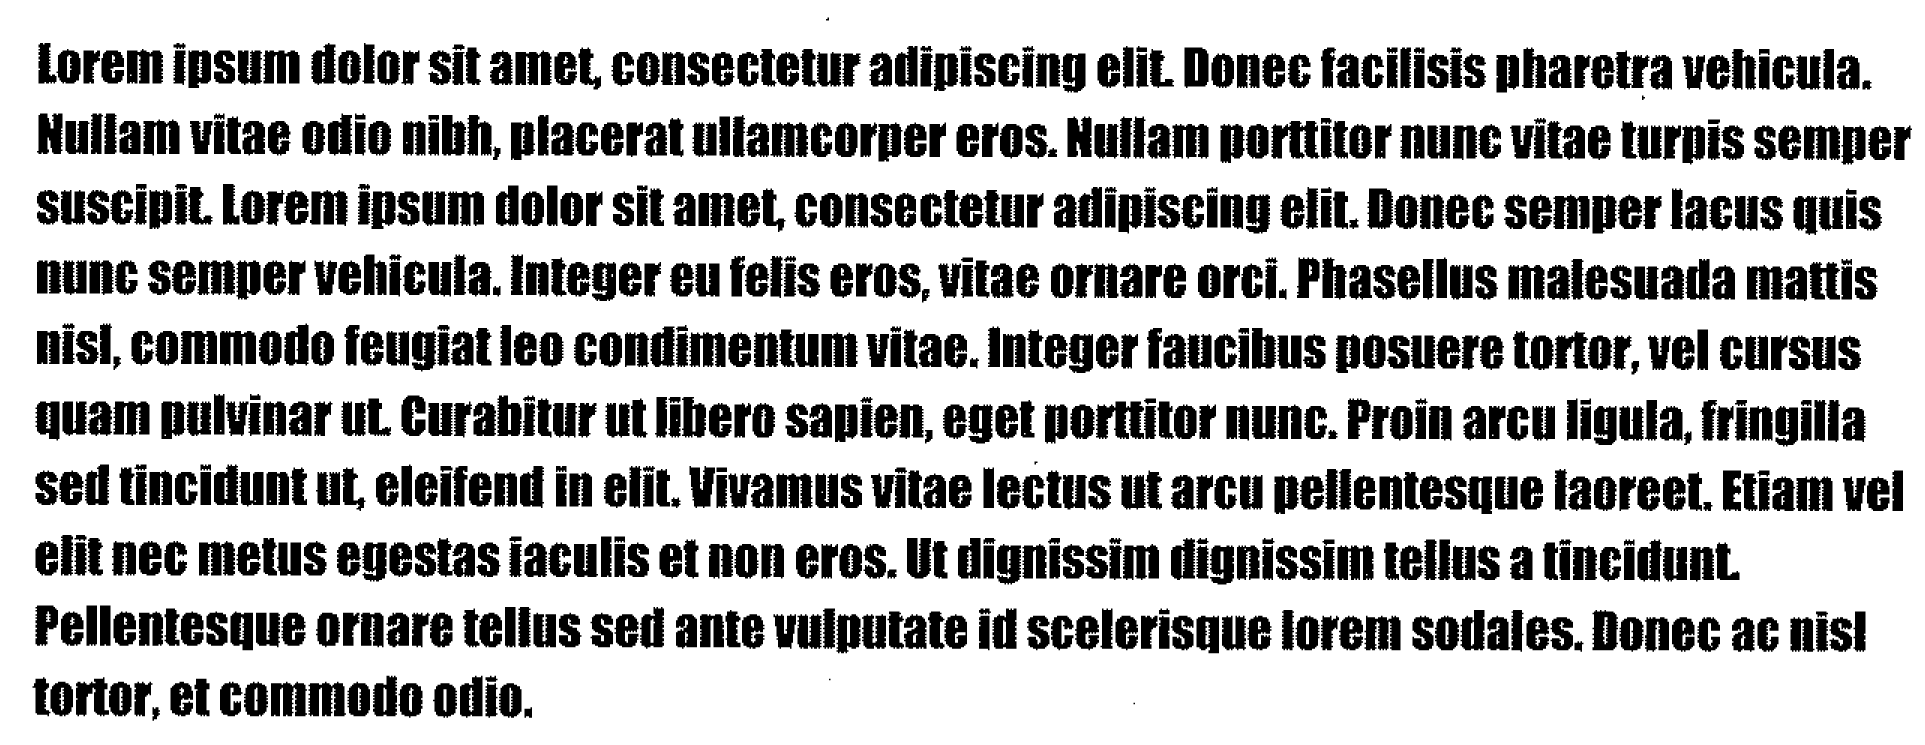 Lorem ipsum dolor sit amet, consectetur adipiscing elit. Donec facilisis pharetra vehicula.
Nullam vitae odio nibh, placerat ullamcorper eros. Nullam porttitor nunc vitae turpis semper
suscipit. Lorem ipsum dolor sit amet, consectetur adipiscing elit. Donec semper lacus quis
nunc semper vehicula. Integer eu felis eros, vitae ornare orci. Phasellus malesuada mattis
nisl, commodo feugiat leo condimentum vitae. Integer faucibus posuere tortor, vel cursus
quam pulvinar ut. Curabitur ut libero sapien, eget porttitor nunc. Proin arcu ligula, fringilla
sed tincidunt ut, eleifend in elit. Vivamus vitae lectus ut arcu pellentesque laoreet. Etiam vel
elit nec metus egestas iaculis et non eros. Ut dignissim dignissim tellus a tincidunt.
Pellentesque ornare tellus sed ante vulputate id scelerisque lorem sodales. Donec ac nisl
tortor, et commodo odio.